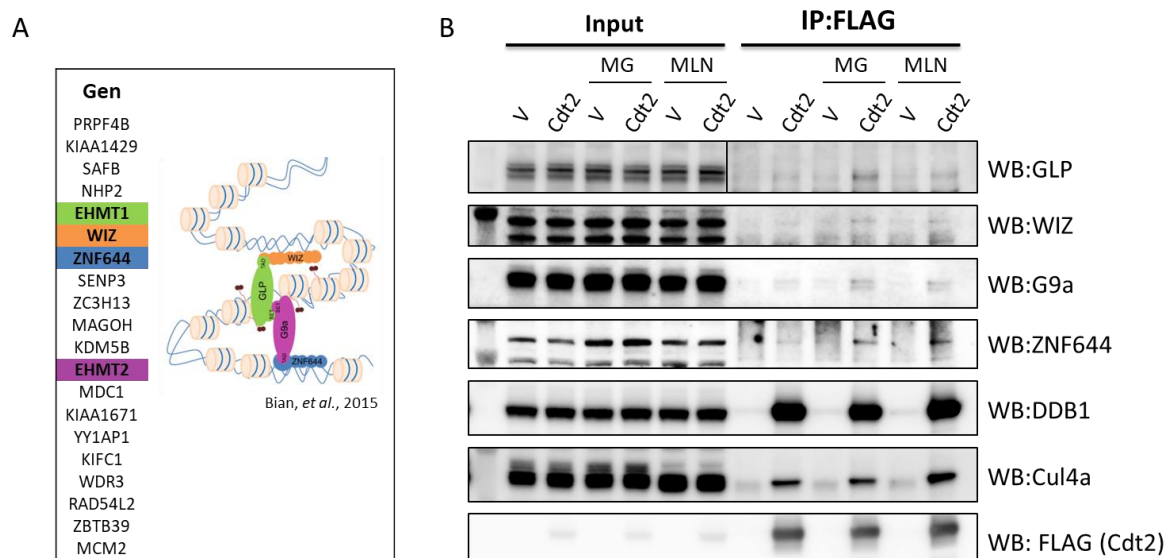 A
Gen
PRPF4B
KIAA1429
SAFB
NHP2
EHMT1
WIZ
ZNF644
SENP3
ZC3H13
MAGOH
KDM5B
EHMT2
MDC1
KIAA1671
YY1AP1
KIFC1
WDR3
RAD54L2
ZBTB39
MCM2
WIZ
GLP
SET
SET
G9a
ZNF644
Bian, et al., 2015
B
Input
IP:FLAG
MG
MLN
MG
MLN
V
Cdt2
V
Cdt2
V
Cdt2
V
Cdt2
V
Cdt2
V
Cdt2
WB:GLP
WB:WIZ
WB:G9a
WB:ZNF644
WB:DDB1
WB:Cul4a
WB: FLAG (Cdt2)